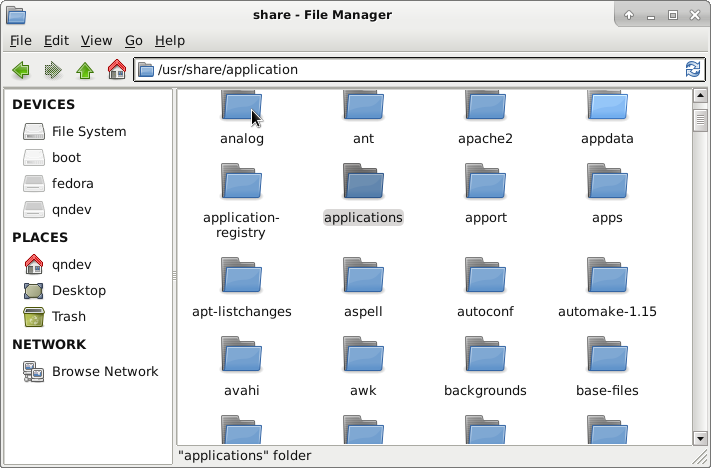 share - File Manager
File Edit View Go Help
/usr/share/application
DEVICES
File System
boot
fedora
qndev
PLACES
qndev
Desktop
Trash
NETWORK
Browse Network
analog ant apache2 appdata
application-
registry
applications apport apps
apt-listchanges aspell autoconf automake-1.15
avahi awk backgrounds base-files
"applications" folder